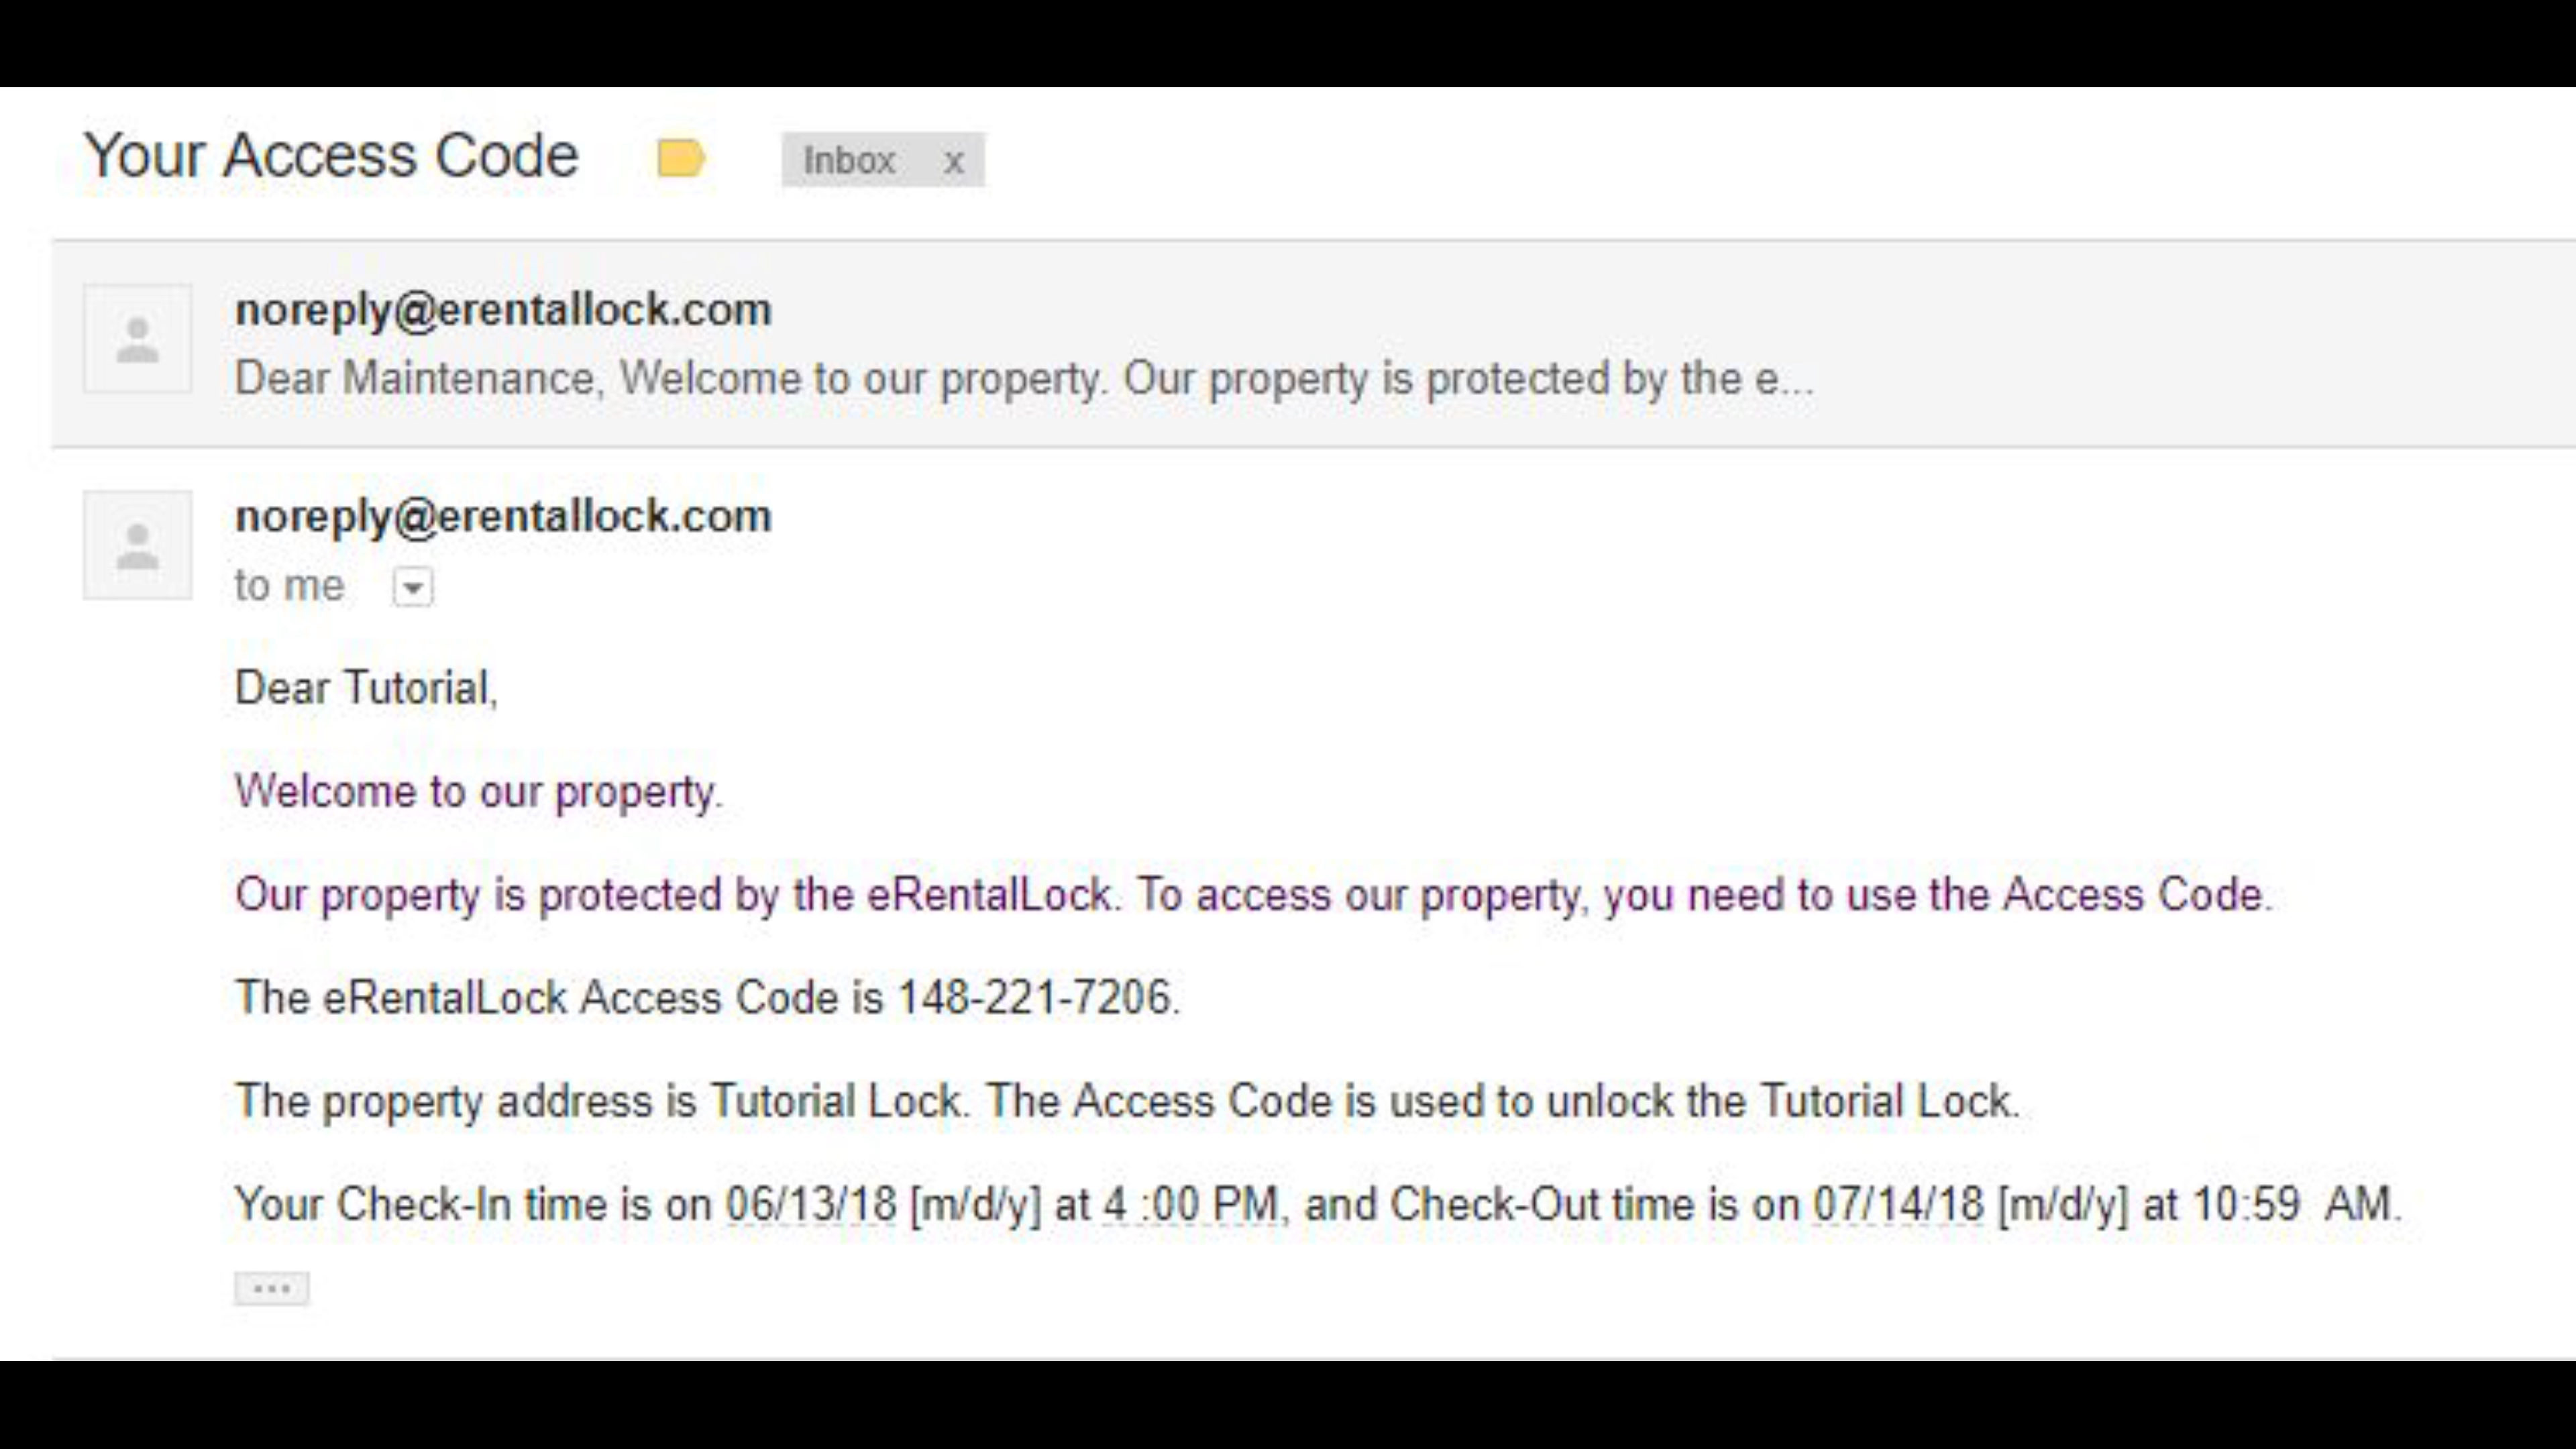 Your Access Code Inbox x
noreply@erentallock.com
Dear Maintenance, Welcome to our property. Our property is protected by the e...
noreply@erentallock.com
to me
Dear Tutorial,
Welcome to our property.
Our property is protected by the eRentalLock. To access our property, you need to use the Access Code.
The eRentalLock Access Code is 148-221-7206.
The property address is Tutorial Lock. The Access Code is used to unlock the Tutorial Lock.
Your Check-In time is on 06/13/18 [m/d/y] at 4 :00 PM, and Check-Out time is on 07/14/18 [m/d/y] at 10:59  AM.